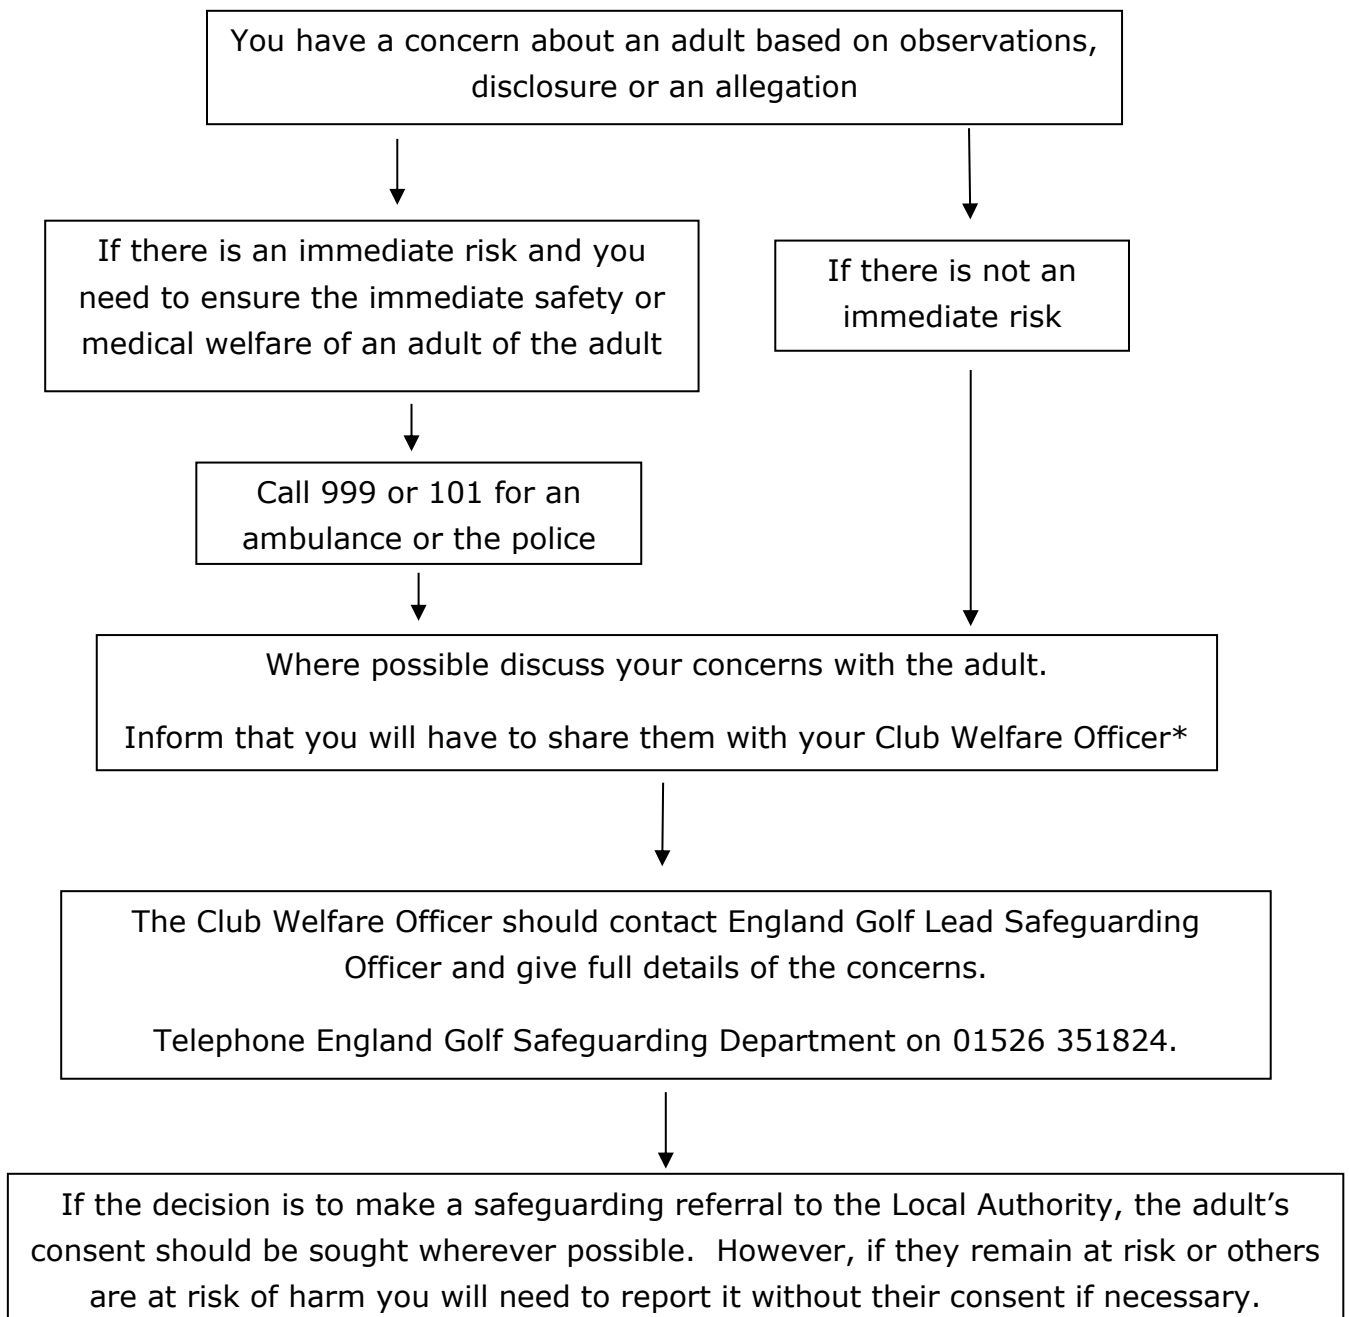 You have a concern about an adult based on observations,
disclosure or an allegation
If there is an immediate risk and you
need to ensure the immediate safety or
medical welfare of an adult of the adult
If there is not an
immediate risk
Call 999 or 101 for an
ambulance or the police
Where possible discuss your concerns with the adult.
Inform that you will have to share them with your Club Welfare Officer*
The Club Welfare Officer should contact England Golf Lead Safeguarding
Officer and give full details of the concerns.
Telephone England Golf Safeguarding Department on 01526 351824.
If the decision is to make a safeguarding referral to the Local Authority, the adult’s
consent should be sought wherever possible.  However, if they remain at risk or others
are at risk of harm you will need to report it without their consent if necessary.